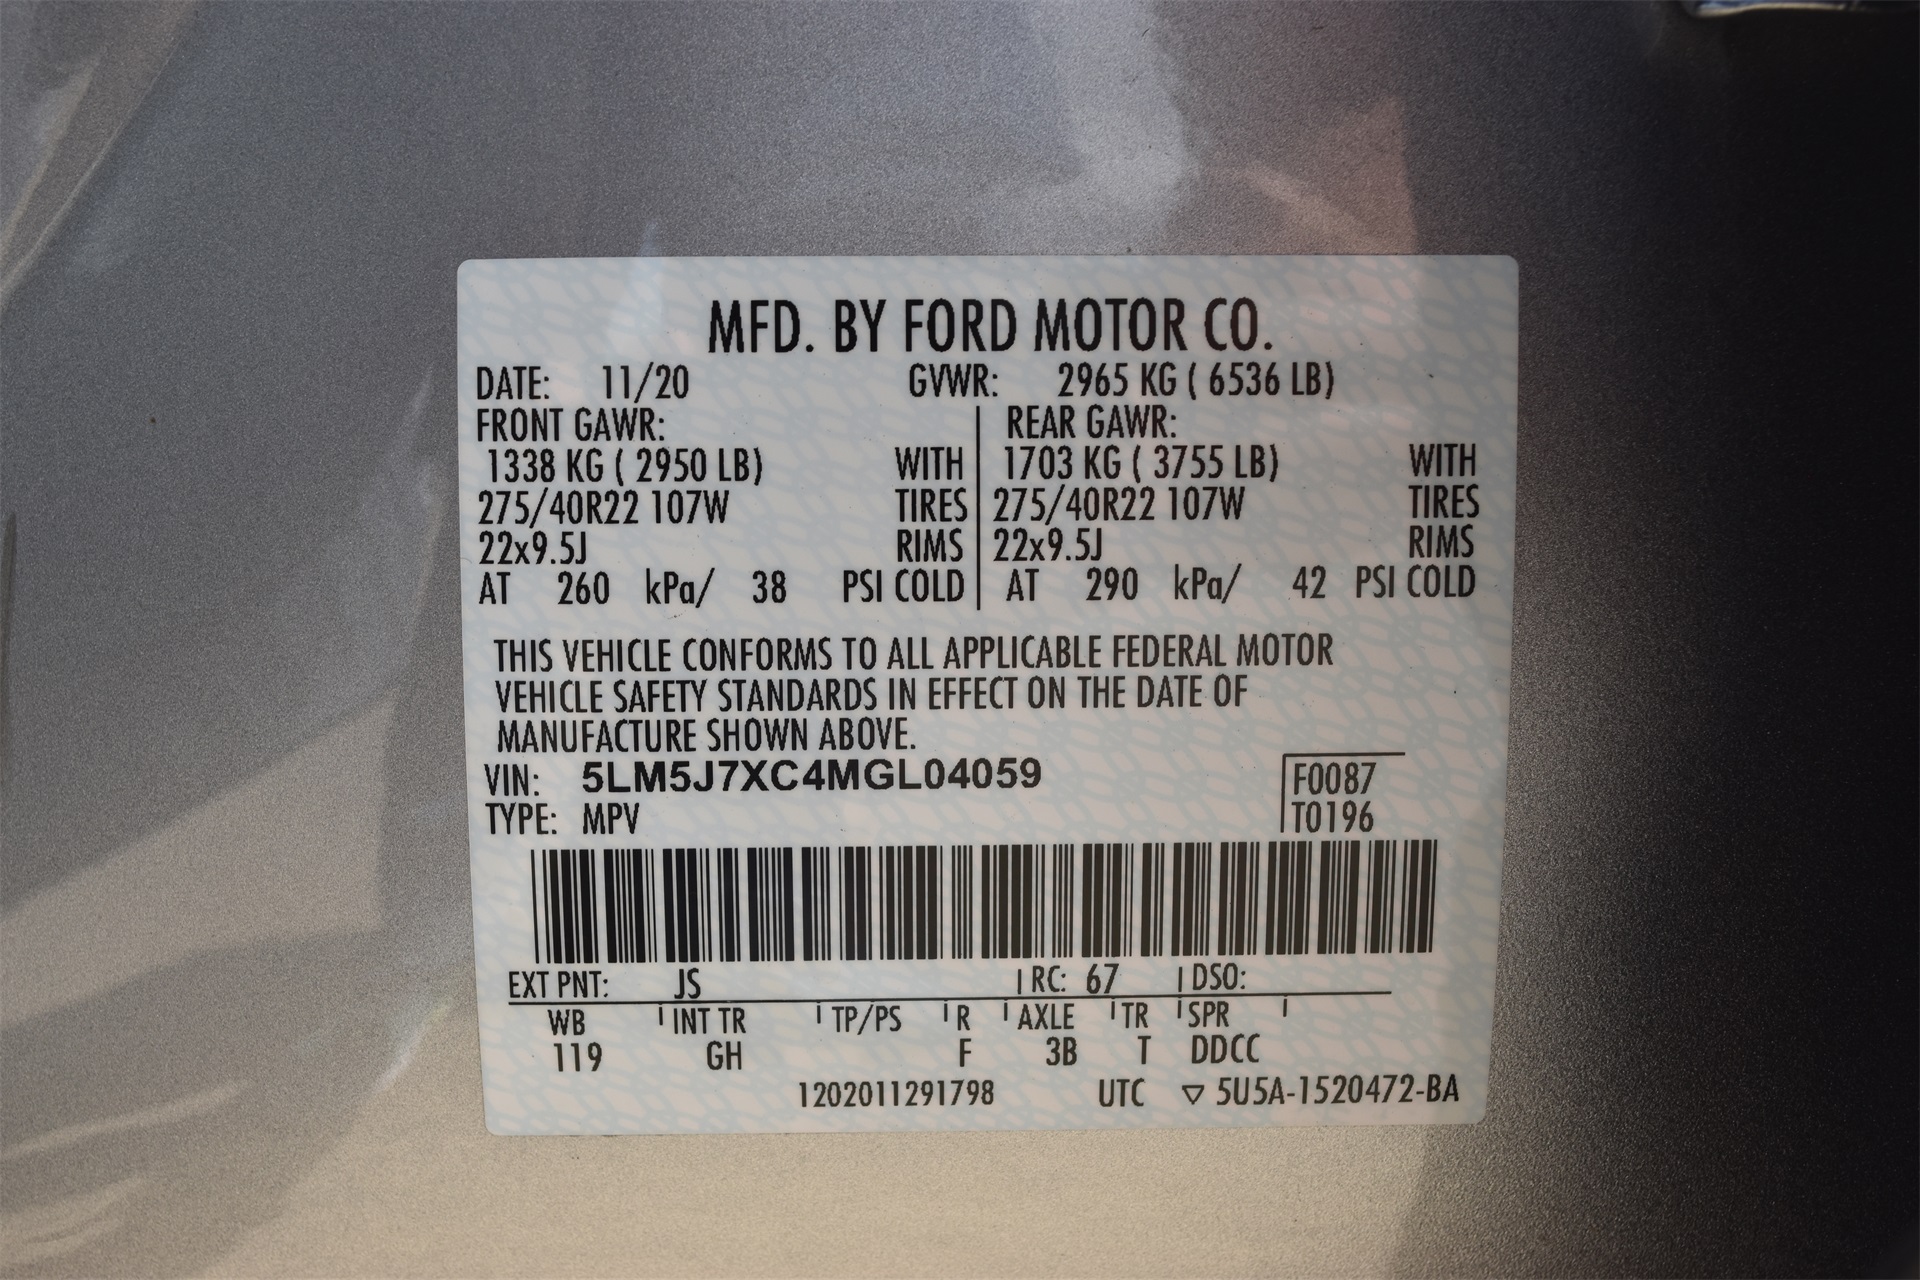 MFD. BY FORD MOTOR CO.
DATE: 11/20 GVWR: 2965 KG ( 6536 LB)
FRONT GAWR: REAR GAWR:
1338 KG ( 2950 LB) WITH 1703 KG ( 3755 LB) WITH
275/40R22 107W TIRES 275/40R22 107W TIRES
22x9.5J RIMS 22x9.5J RIMS
AT 260 kPa/ 38 PSI COLD AT 290 kPa/ 42 PSI COLD
THIS VEHICLE CONFORMS TO ALL APPLICABLE FEDERAL MOTOR
VEHICLE SAFETY STANDARDS IN EFFECT ON THE DATE OF
MANUFACTURE SHOWN ABOVE.
VIN: 5LM5J7XC4MGL04059 F0087
TYPE: MPV T0196
EXT PNT: JS RC: 67 DSO:
WB INT TR TP/PS R AXLE TR SPR
119 GH F 3B T DDCC
1202011291798 UTC ▽ 5U5A-1520472-BA